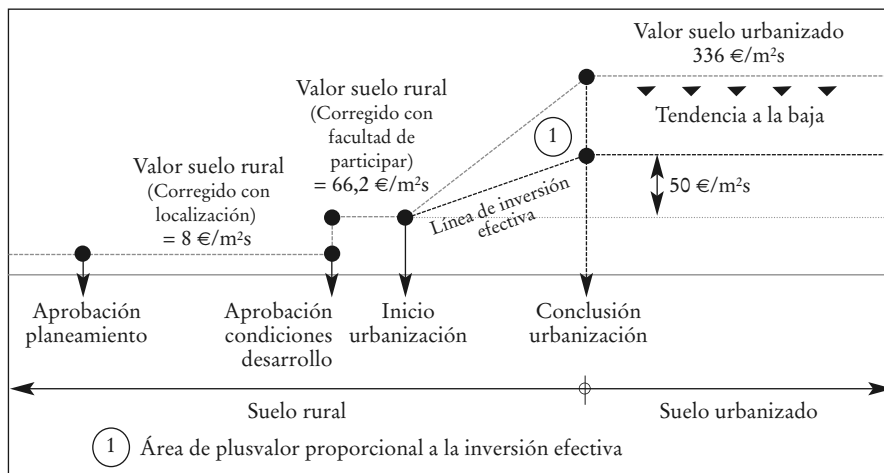 Valor suelo urbanizado
336 €/m²s
Tendencia a la baja
50 €/m²s
Valor suelo rural
(Corregido con
facultad de
participar)
= 66,2 €/m²s
Valor suelo rural
(Corregido con
localización)
= 8 €/m²s
1
Línea de inversión
efectiva
Aprobación
planeamiento
Aprobación
condiciones
desarrollo
Inicio
urbanización
Conclusión
urbanización
Suelo rural
Suelo urbanizado
1 Área de plusvalor proporcional a la inversión efectiva